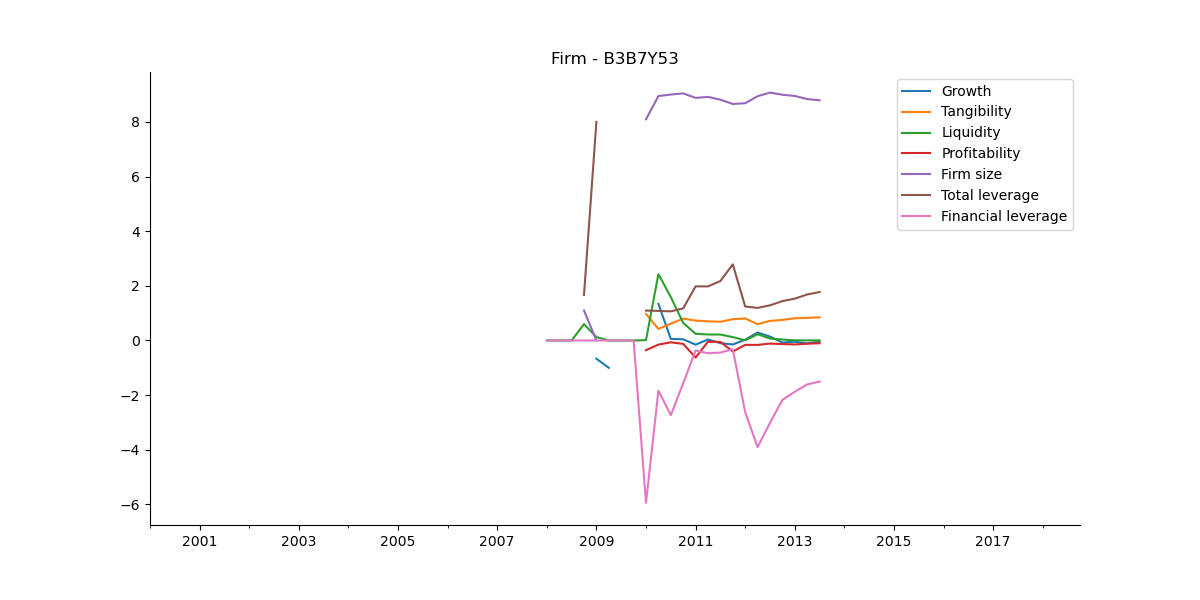 Firm - B3B7Y53
Growth
Tangibility
Liquidity
Profitability
Firm size
Total leverage
Financial leverage
8
6
4
2
0
−2
−4
−6
2001 2003 2005 2007 2009 2011 2013 2015 2017